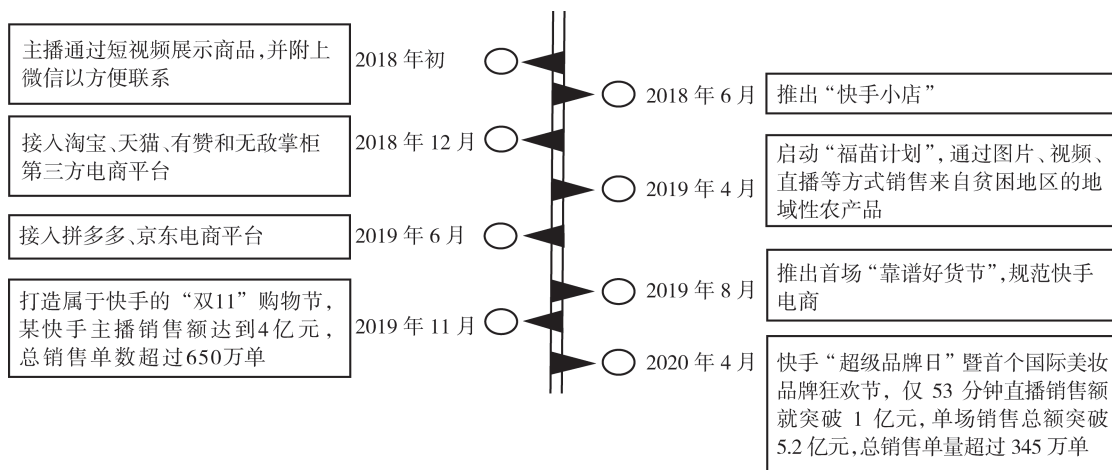 主播通过短视频展示商品,并附上
微信以方便联系
2018 年初
2018 年 6 月
推出“快手小店”
接入淘宝、天猫、有赞和无敌掌柜
第三方电商平台
2018 年 12 月
启动“福苗计划”,通过图片、视频、
直播等方式销售来自贫困地区的地
域性农产品
2019 年 4 月
接入拼多多、京东电商平台
2019 年 6 月
2019 年 8 月
推出首场“靠谱好货节”,规范快手
电商
打造属于快手的“双11”购物节,
某快手主播销售额达到4亿元,
总销售单数超过650万单
2019 年 11 月
2020 年 4 月
快手“超级品牌日”暨首个国际美妆
品牌狂欢节, 仅 53 分钟直播销售额
就突破 1 亿元,单场销售总额突破
5.2 亿元,总销售单量超过 345 万单